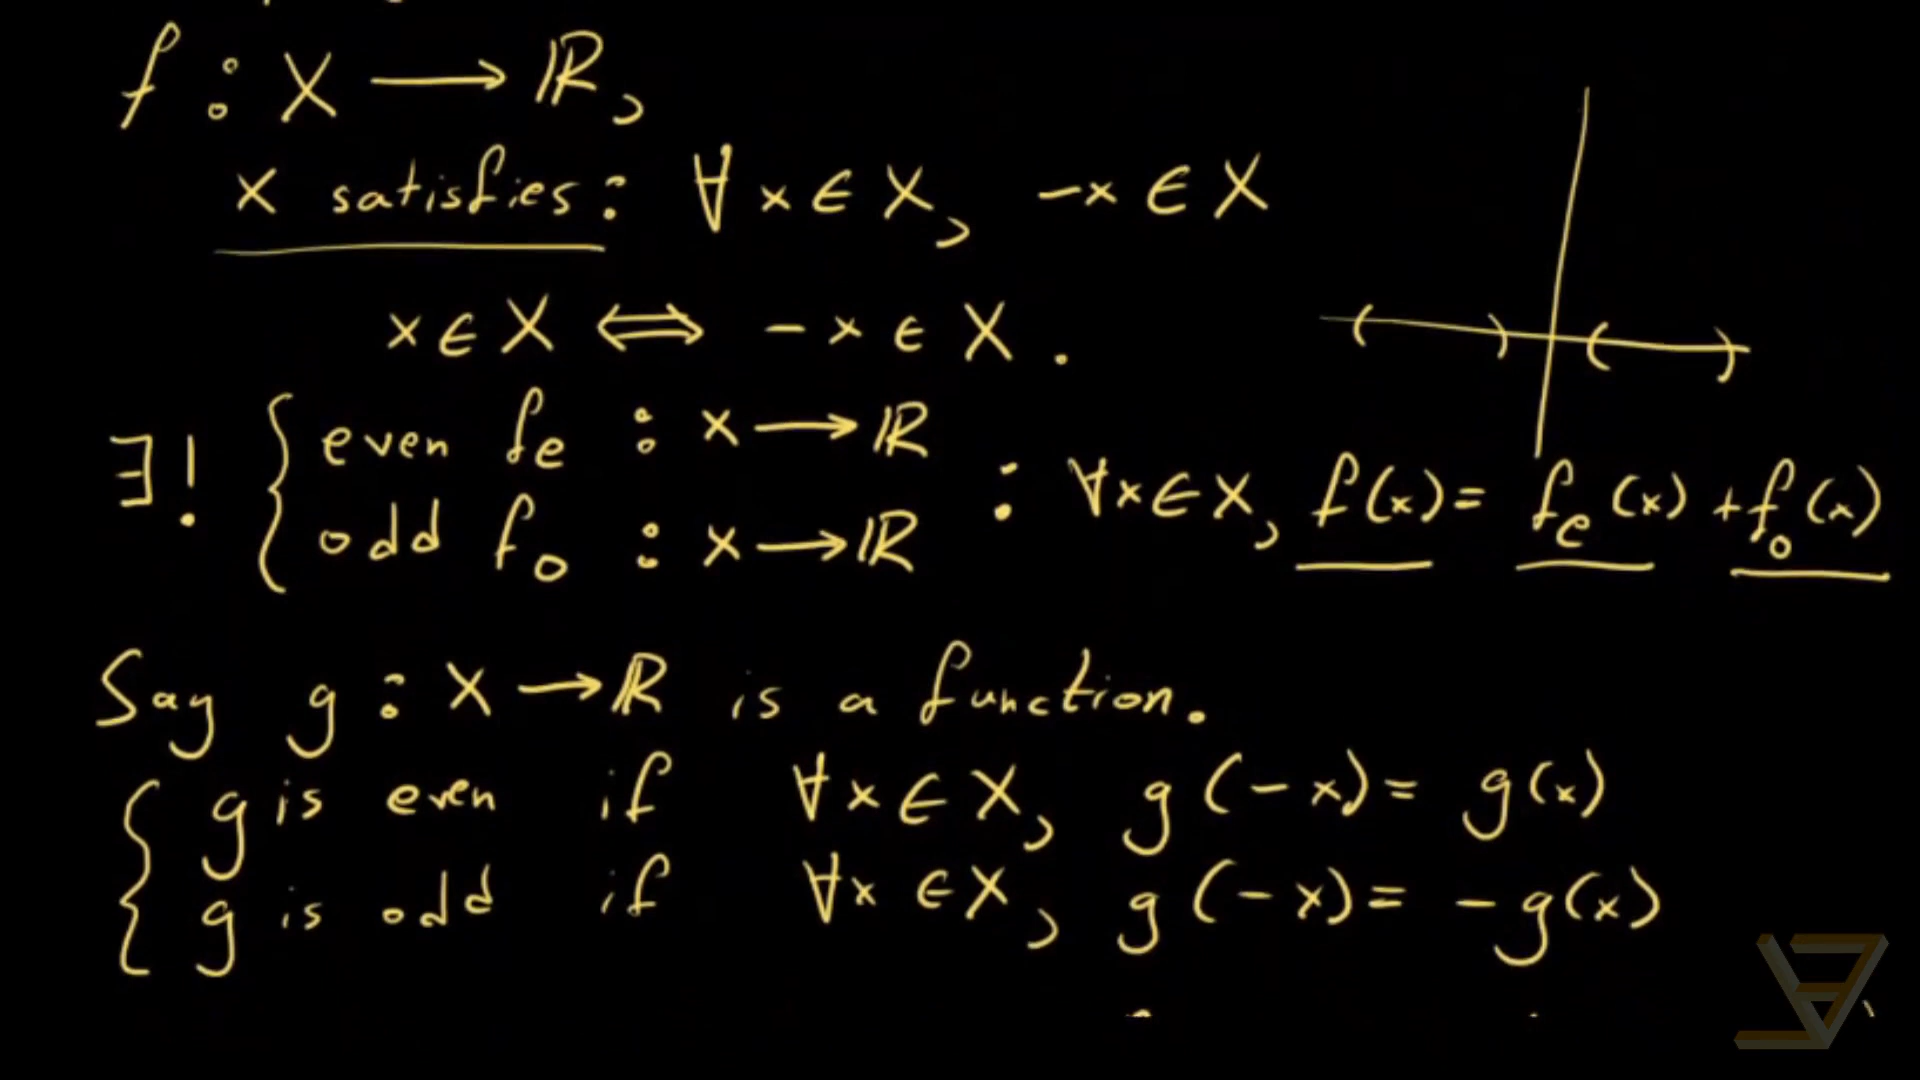 f : X ⟶ ℝ,
X satisfies: ∀ x ∈ X, -x ∈ X
x ∈ X ⟺ - x ∈ X .
∃! { even fe : X ⟶ ℝ
odd fo : X ⟶ ℝ : ∀x ∈ X, f(x) = fe(x) + fo(x)
Say g : X → ℝ is a function.
{ g is even if ∀x ∈ X, g(-x) = g(x)
g is odd if ∀x ∈ X, g(-x) = -g(x)